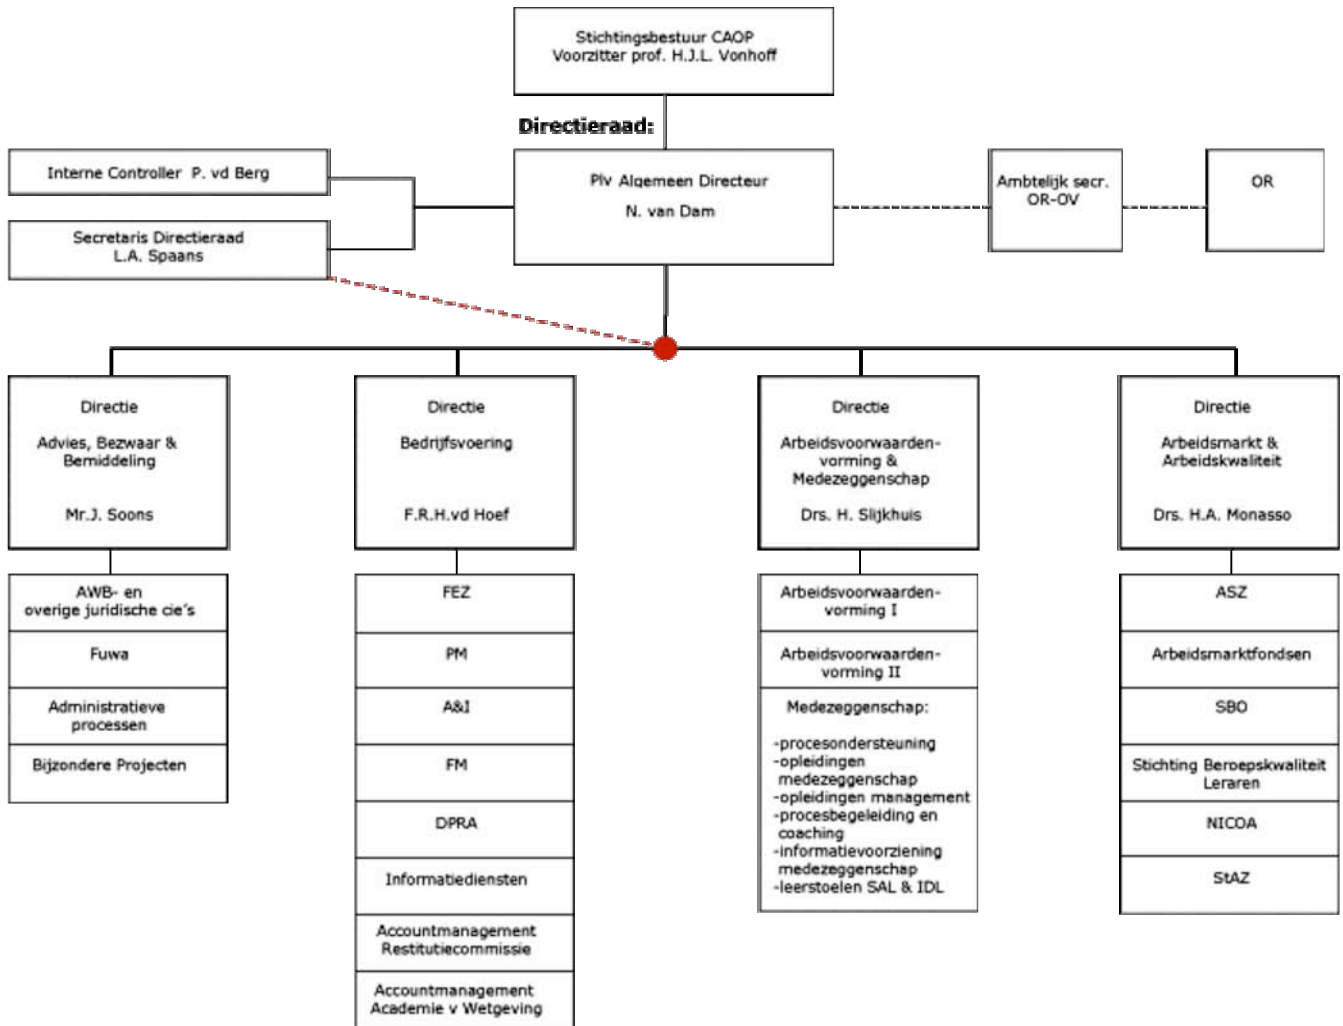 Stichtingsbestuur CAOP
Voorzitter prof. H.J.L. Vonhoff
Directieraad:
Interne Controller P. vd Berg
Secretaris Directieraad
L.A. Spaans
Plv Algemeen Directeur
N. van Dam
Ambtelijk secr.
OR-OV
OR
Directie
Advies, Bezwaar &
Bemiddeling
Mr.J. Soons
AWB- en
overige juridische cie's
Fuwa
Administratieve
processen
Bijzondere Projecten
Directie
Bedrijfsvoering
F.R.H.vd Hoef
FEZ
PM
A&I
FM
DPRA
Informatiediensten
Accountmanagement
Restitutiecommissie
Accountmanagement
Academie v Wetgeving
Directie
Arbeidsvoorwaarden-
vorming &
Medezeggenschap
Drs. H. Slijkhuis
Arbeidsvoorwaarden-
vorming I
Arbeidsvoorwaarden-
vorming II
Medezeggenschap:
-procesondersteuning
-opleidingen
medezeggenschap
-opleidingen management
-procesbegeleiding en
coaching
-informatievoorziening
medezeggenschap
-leerstoelen SAL & IDL
Directie
Arbeidsmarkt &
Arbeidskwaliteit
Drs. H.A. Monasso
ASZ
Arbeidsmarktfondsen
SBO
Stichting Beroepskwaliteit
Leraren
NICOA
StAZ